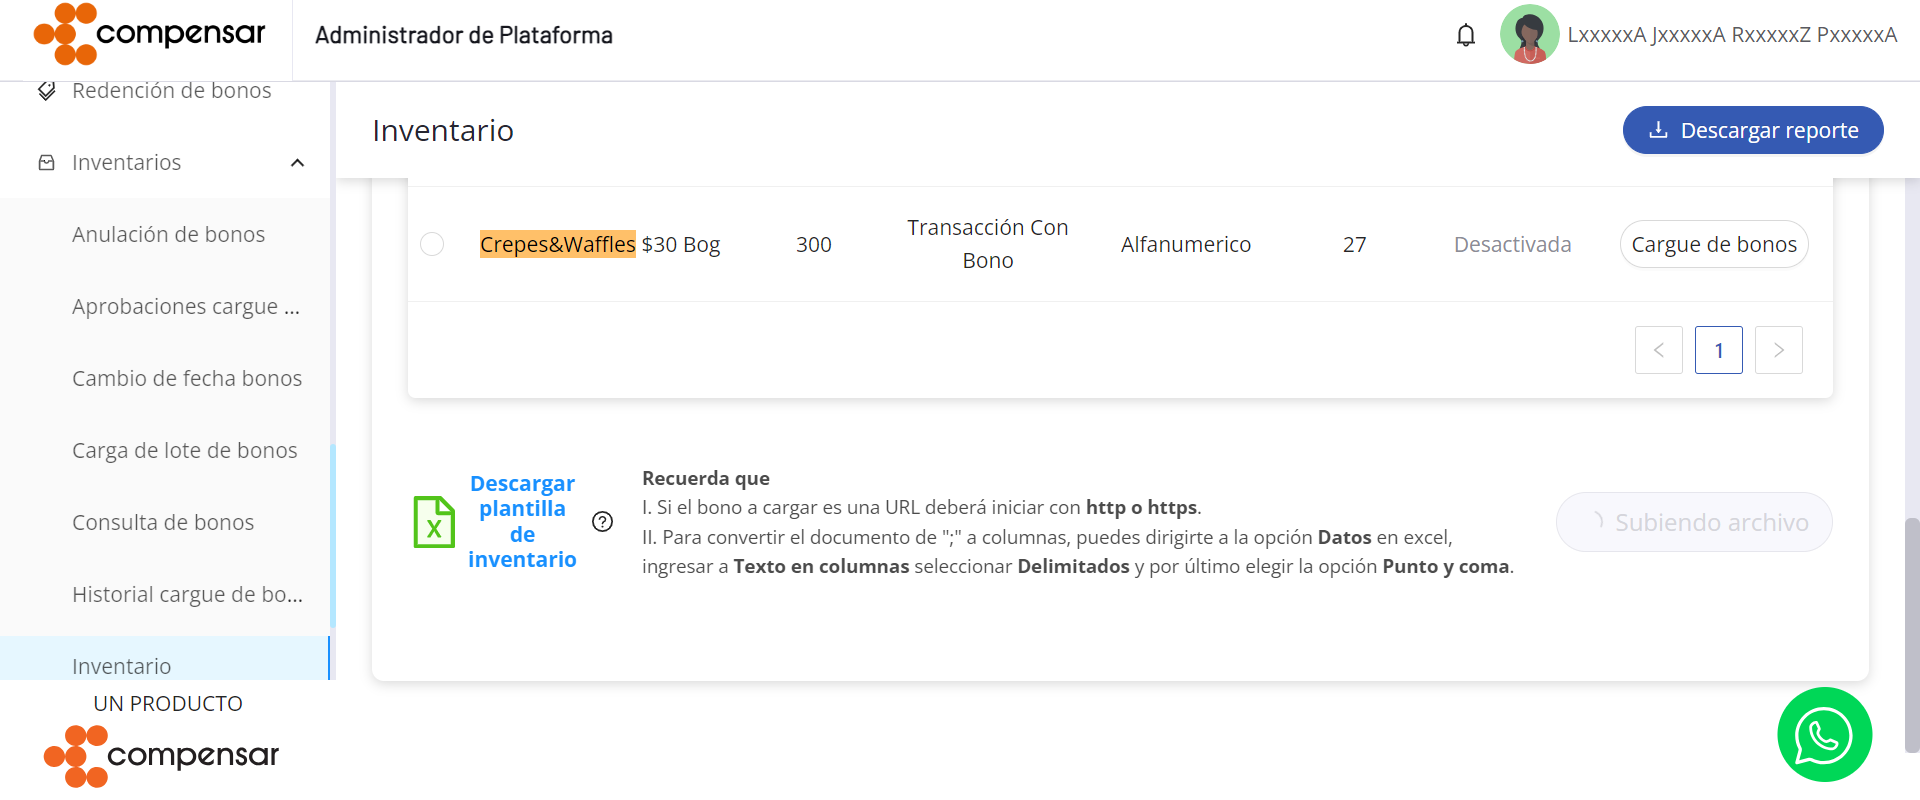 compensar
Administrador de Plataforma
LxxxxxA JxxxxxA RxxxxxZ PxxxxxA
Redención de bonos
Inventarios
Anulación de bonos
Aprobaciones cargue ...
Cambio de fecha bonos
Carga de lote de bonos
Consulta de bonos
Historial cargue de bo...
Inventario
UN PRODUCTO
compensar
Inventario
Descargar reporte
Crepes&Waffles $30 Bog
300
Transacción Con
Bono
Alfanumerico
27
Desactivada
Cargue de bonos
<
1
>
X
Descargar
plantilla
de
inventario
?
Recuerda que
I. Si el bono a cargar es una URL deberá iniciar con http o https.
II. Para convertir el documento de ";" a columnas, puedes dirigirte a la opción Datos en excel,
ingresar a Texto en columnas seleccionar Delimitados y por último elegir la opción Punto y coma.
Subiendo archivo